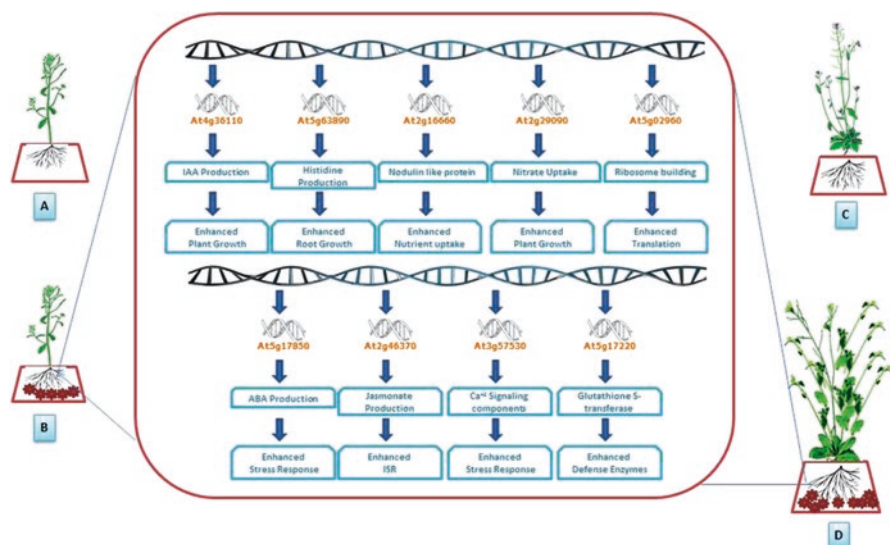 At4g36110 At5g63890 At2g16660 At2g29090 At5g02960
IAA Production
Histidine
Production
Nodulin like protein
Nitrate Uptake
Ribosome building
Enhanced
Plant Growth
Enhanced
Root Growth
Enhanced
Nutrient uptake
Enhanced
Plant Growth
Enhanced
Translation
At5g17850 At2g46370 At3g57530 At5g17220
ABA Production
Jasmonate
Production
Ca+2 Signaling
components
Glutathione S-
transferase
Enhanced
Stress Response
Enhanced
ISR
Enhanced
Stress Response
Enhanced
Defense Enzymes
A
B
C
D